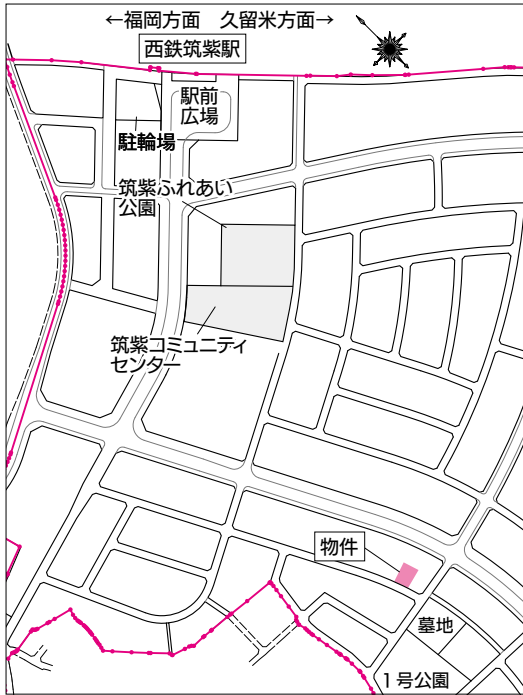 ←福岡方面 久留米方面→
西鉄筑紫駅
駅前
広場
駐輪場
筑紫ふれあい
公園
筑紫コミュニティ
センター
物件
墓地
1号公園